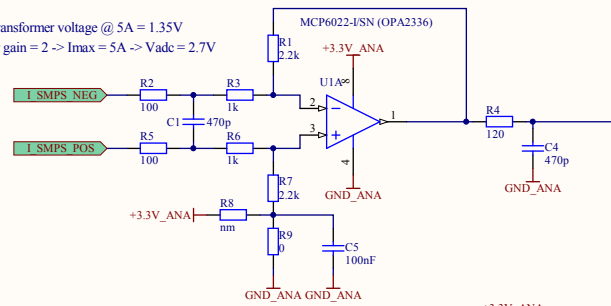 ransformer voltage @ 5A = 1.35V
gain = 2 -> Imax = 5A -> Vadc = 2.7V
MCP6022-I/SN (OPA2336)
R1
2.2k
+3.3V_ANA
U1A
8
I_SMPS_NEG
R2
100
R3
1k
2
1
R4
120
C1
470p
3
I_SMPS_POS
R5
100
R6
1k
4
C4
470p
R7
2.2k
GND_ANA
GND_ANA
+3.3V_ANA
R8
nm
R9
0
C5
100nF
GND_ANA
GND_ANA